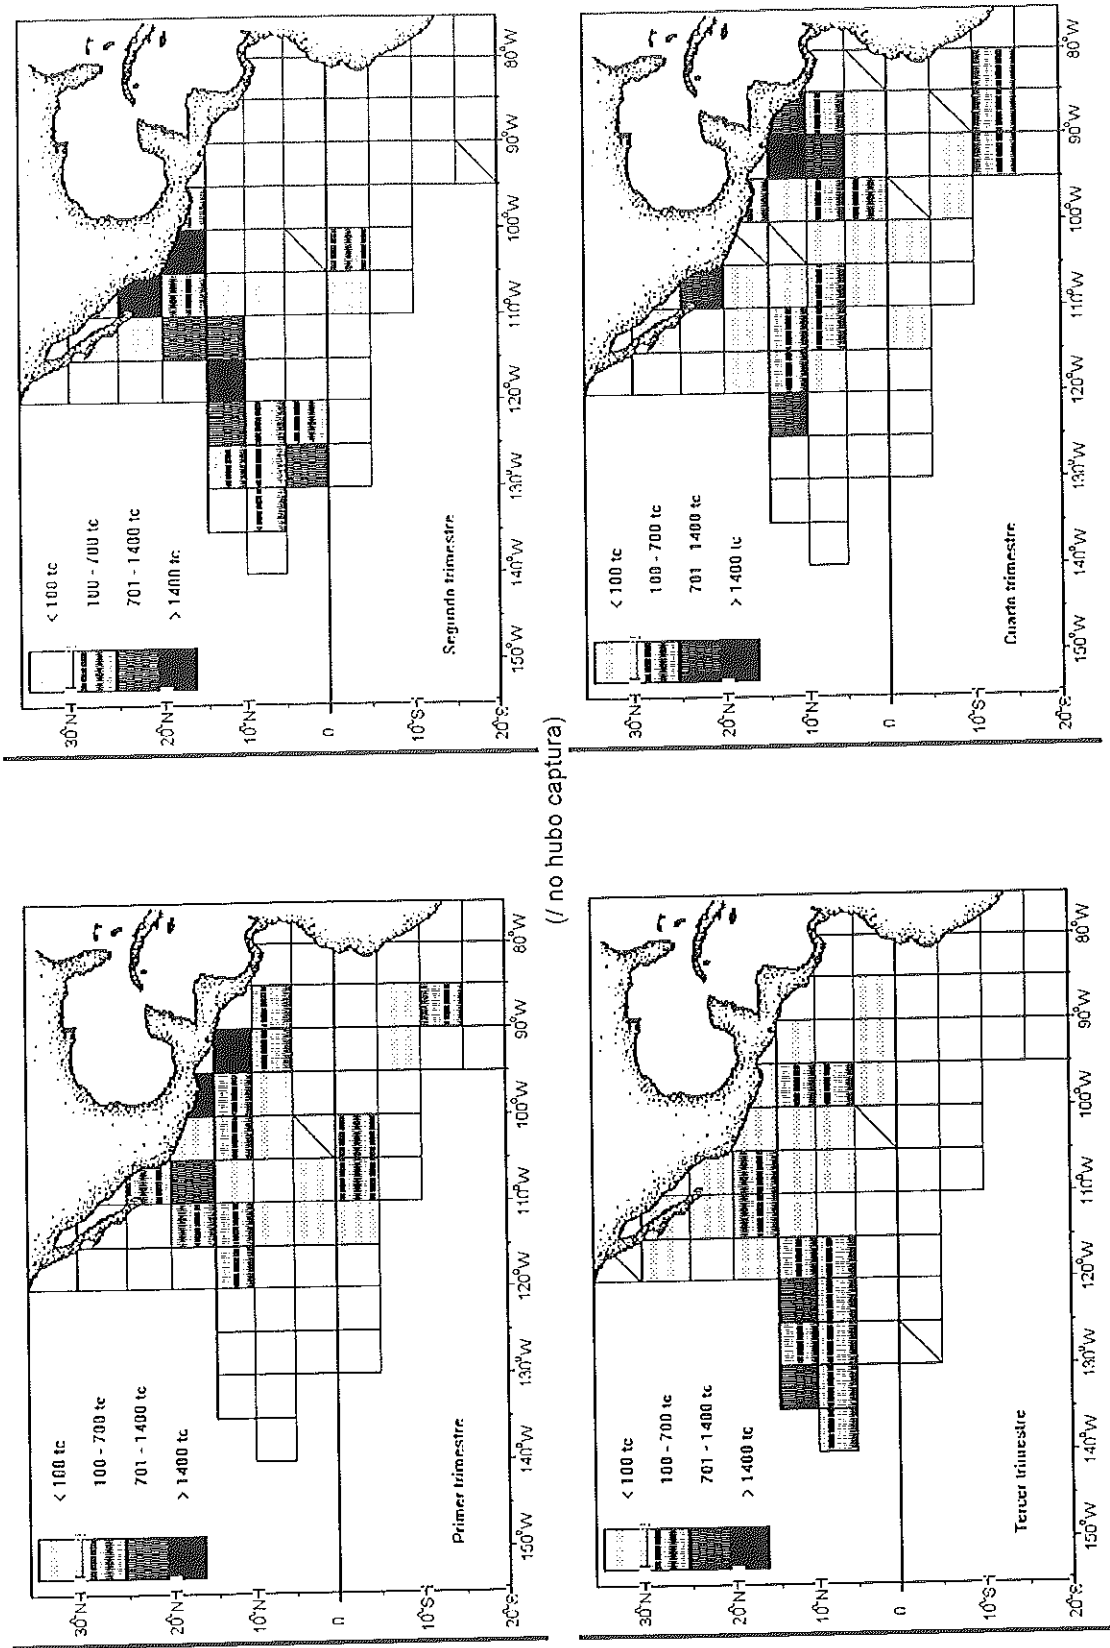 < 100 tc
100 - 700 tc
701 - 1400 tc
> 1400 tc
Primer trimestre
30°N
20°N
10°N
0
10°S
20°S
150°W 140°W 130°W 120°W 110°W 100°W 90°W 80°W
< 100 tc
100 - 700 tc
701 - 1400 tc
> 1400 tc
Segundo trimestre
30°N
20°N
10°N
0
10°S
20°S
150°W 140°W 130°W 120°W 110°W 100°W 90°W 80°W
(/ no hubo captura)
< 100 tc
100 - 700 tc
701 - 1400 tc
> 1400 tc
Tercer trimestre
30°N
20°N
10°N
0
10°S
20°S
150°W 140°W 130°W 120°W 110°W 100°W 90°W 80°W
< 100 tc
100 - 700 tc
701 1400 tc
> 1400 tc
Cuarto trimestre
30°N
20°N
10°N
0
10°S
20°S
150°W 140°W 130°W 120°W 110°W 100°W 90°W 80°W